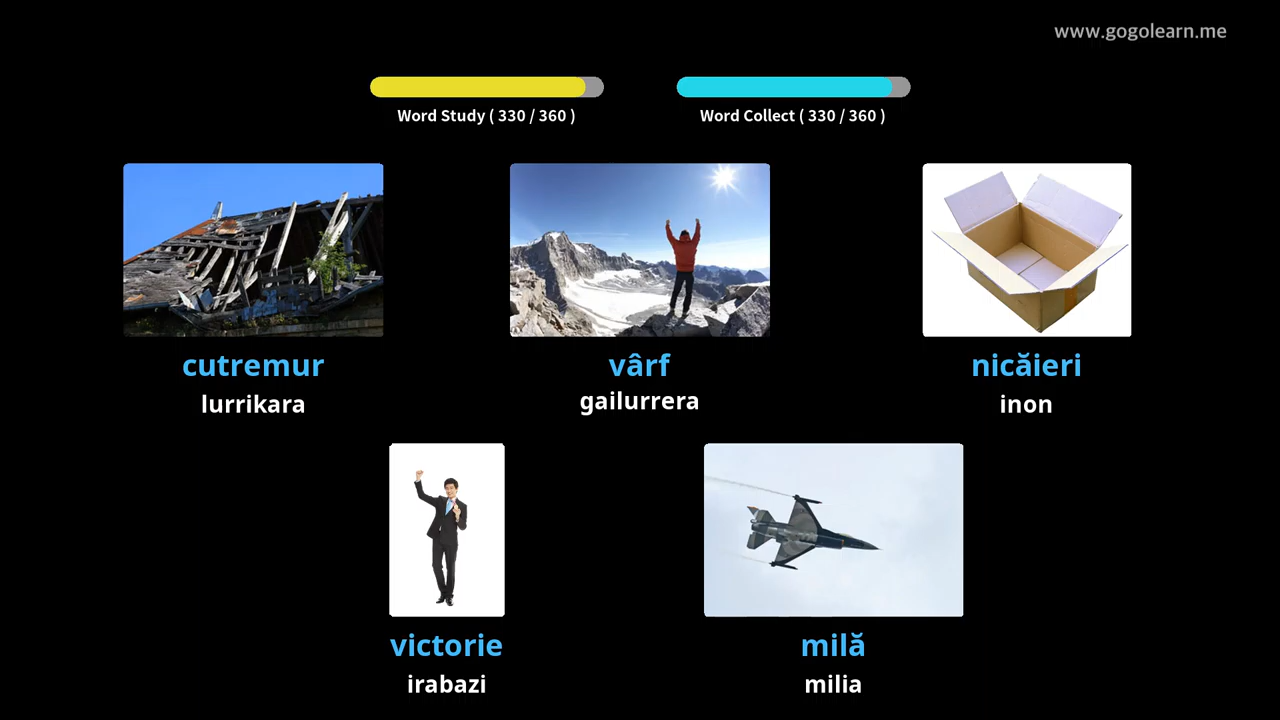 www.gogolearn.me
Word Study ( 330 / 360 )
Word Collect ( 330 / 360 )
cutremur
lurrikara
vârf
gailurrera
nicăieri
inon
victorie
irabazi
milă
milia